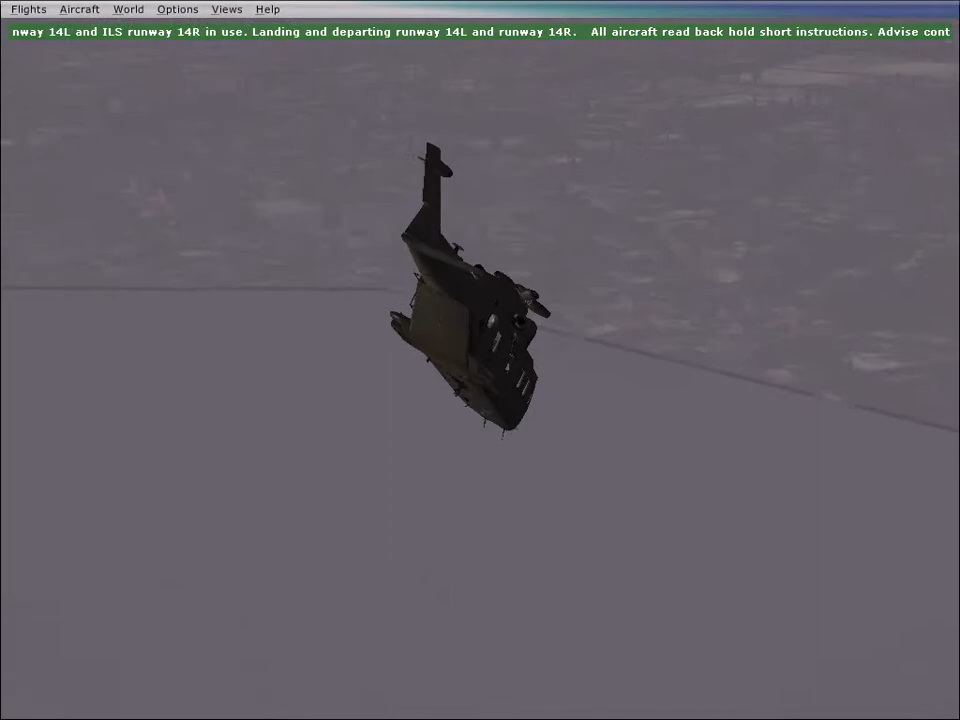 Flights Aircraft World Options Views Help
nway 14L and ILS runway 14R in use. Landing and departing runway 14L and runway 14R. All aircraft read back hold short instructions. Advise cont